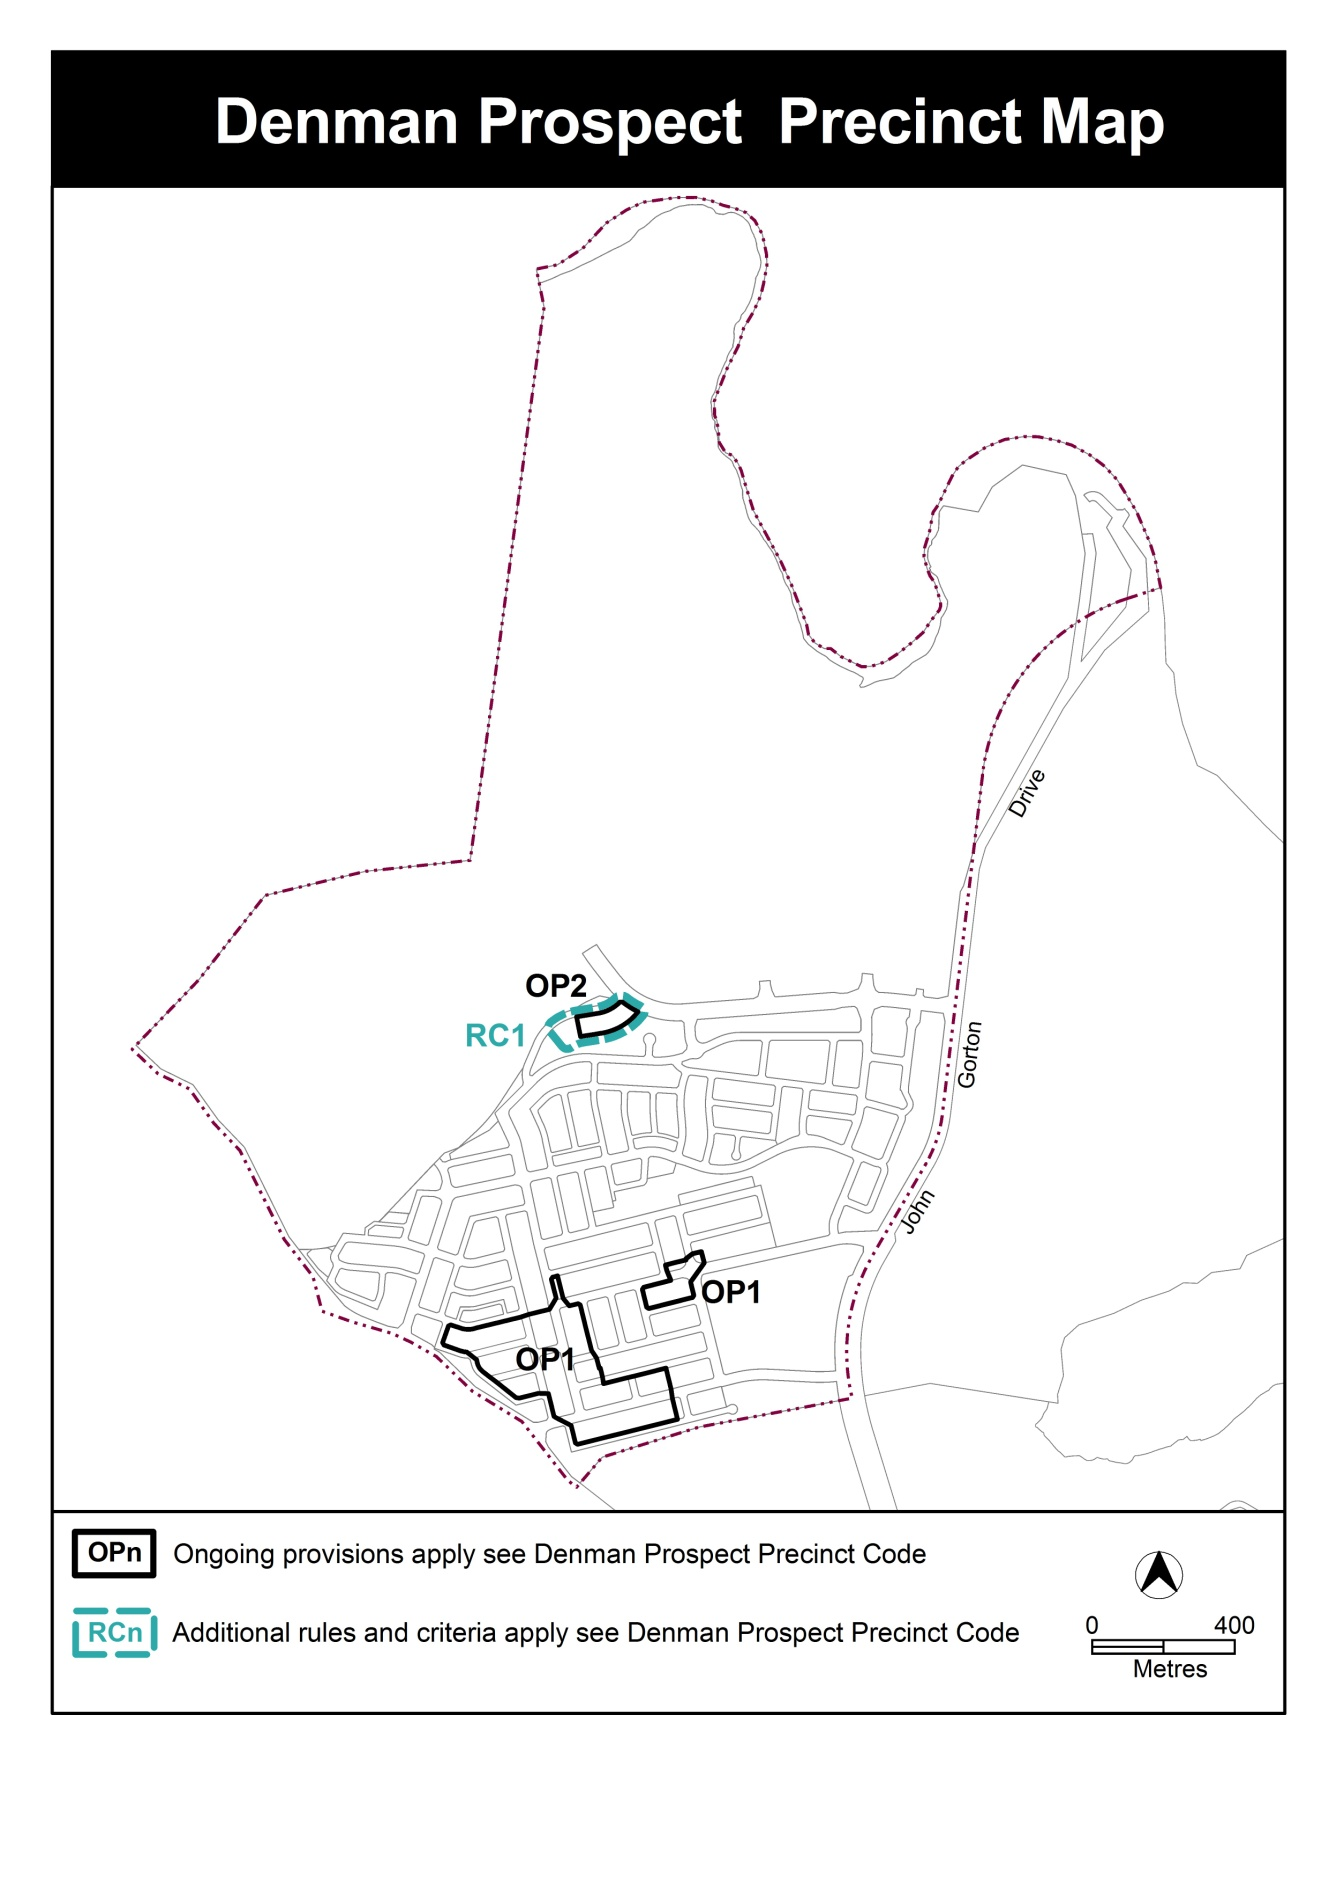 Denman Prospect Precinct Map
Drive
OP2
RC1
Gorton
John
OP1
OP1
OPn Ongoing provisions apply see Denman Prospect Precinct Code
RCn Additional rules and criteria apply see Denman Prospect Precinct Code
0 400
Metres